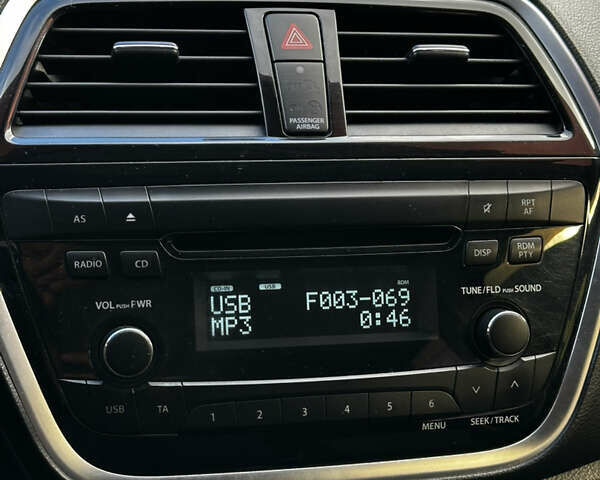 PASSENGER
AIRBAG
AS
RPT
AF
RADIO
CD
DISP
RDM
PTY
VOL PUSH PWR
CD-IN USB RDM
USB F003-069
MP3 0:46
TUNE/FLD PUSH SOUND
USB TA
1 2 3 4 5 6
MENU
SEEK/TRACK